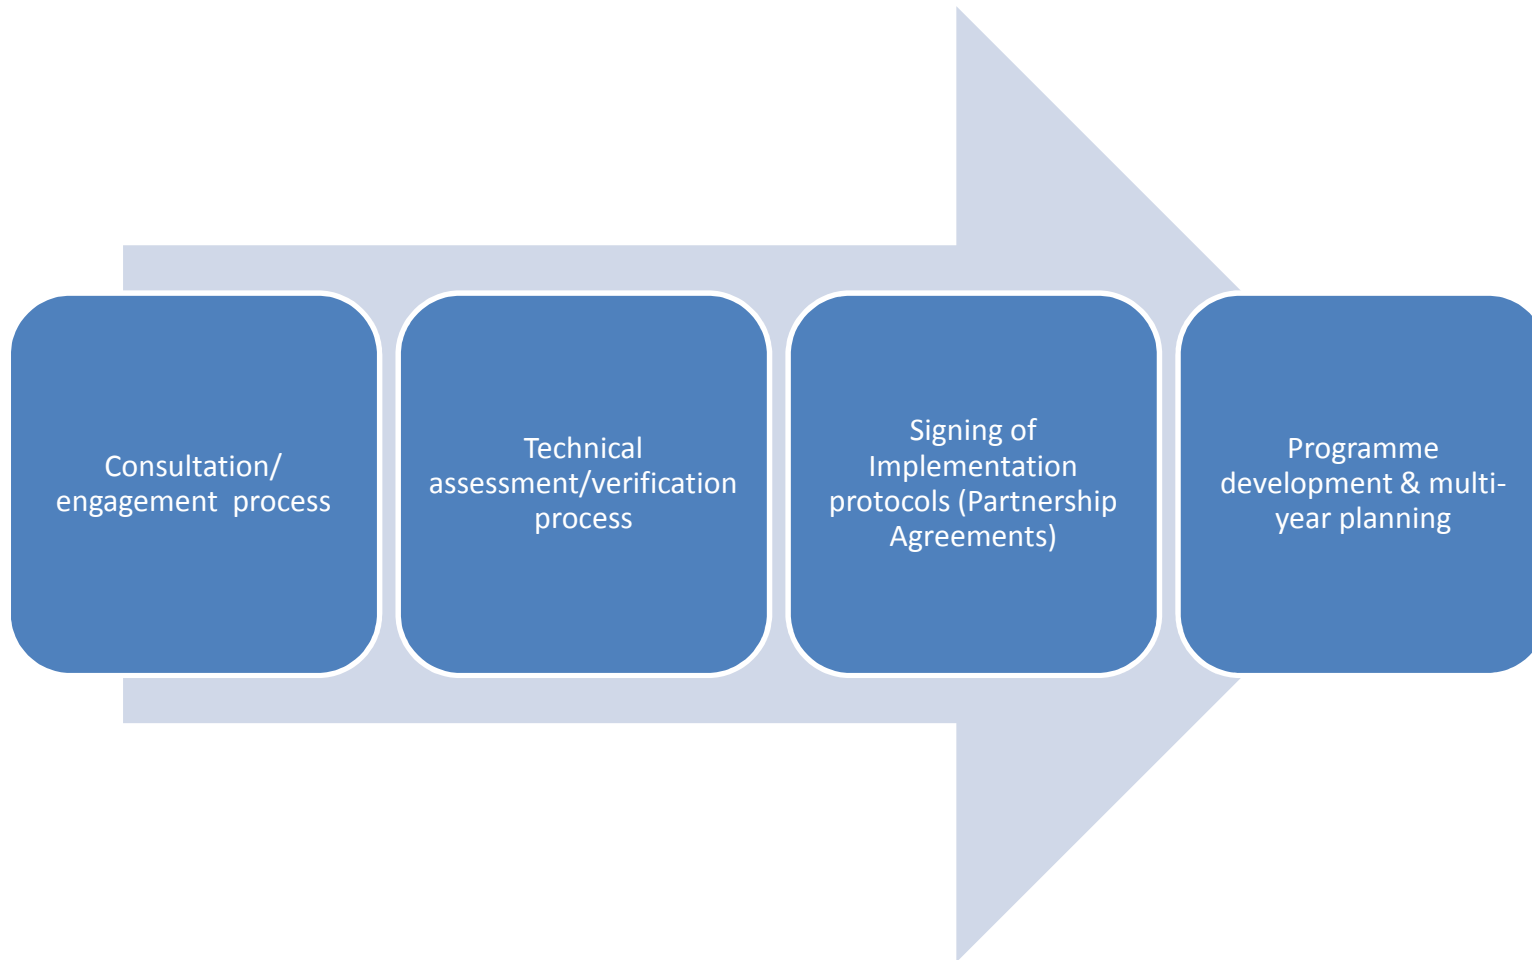 Consultation/
engagement  process
Technical
assessment/verification
process
Signing of
Implementation
protocols (Partnership
Agreements)
Programme
development & multi-
year planning